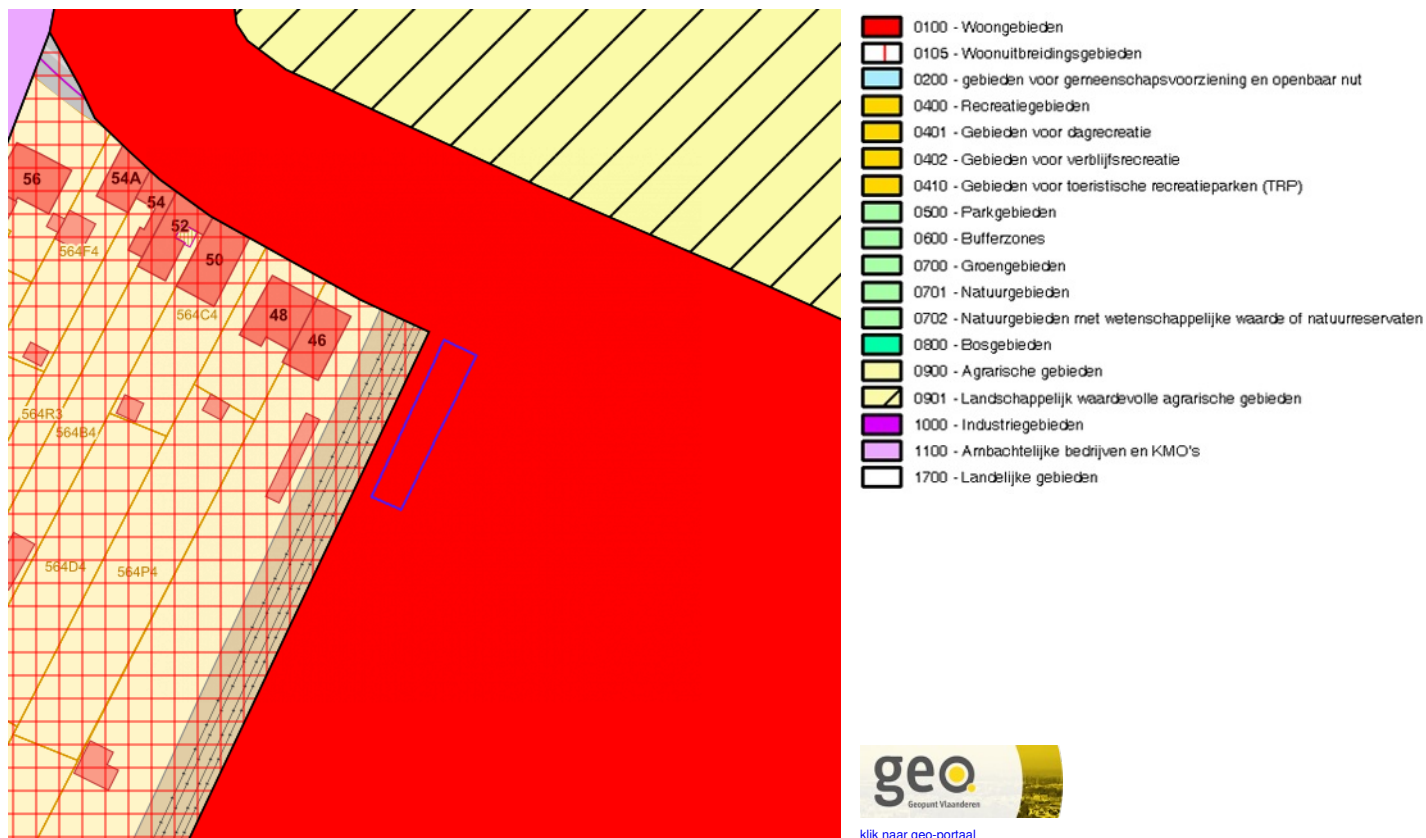 0100 - Woongebieden
0105 - Woonuitbreidingsgebieden
0200 - gebieden voor gemeenschapsvoorziening en openbaar nut
0400 - Recreatiegebieden
0401 - Gebieden voor dagrecreatie
0402 - Gebieden voor verblijfsrecreatie
0410 - Gebieden voor toeristische recreatieparken (TRP)
0500 - Parkgebieden
0600 - Bufferzones
0700 - Groengebieden
0701 - Natuurgebieden
0702 - Natuurgebieden met wetenschappelijke waarde of natuurreservaten
0800 - Bosgebieden
0900 - Agrarische gebieden
0901 - Landschappelijk waardevolle agrarische gebieden
1000 - Industriegebieden
1100 - Ambachtelijke bedrijven en KMO's
1700 - Landelijke gebieden
56
54A
54
52
50
564F4
564C4
48
46
564R3
564B4
564D4
564P4
geo.
Geopunt Vlaanderen
klik naar geo-portaal